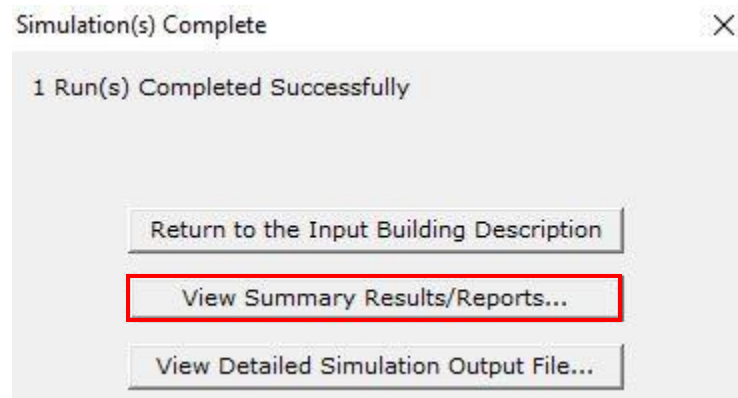 Simulation(s) Complete
1 Run(s) Completed Successfully
Return to the Input Building Description
View Summary Results/Reports...
View Detailed Simulation Output File...